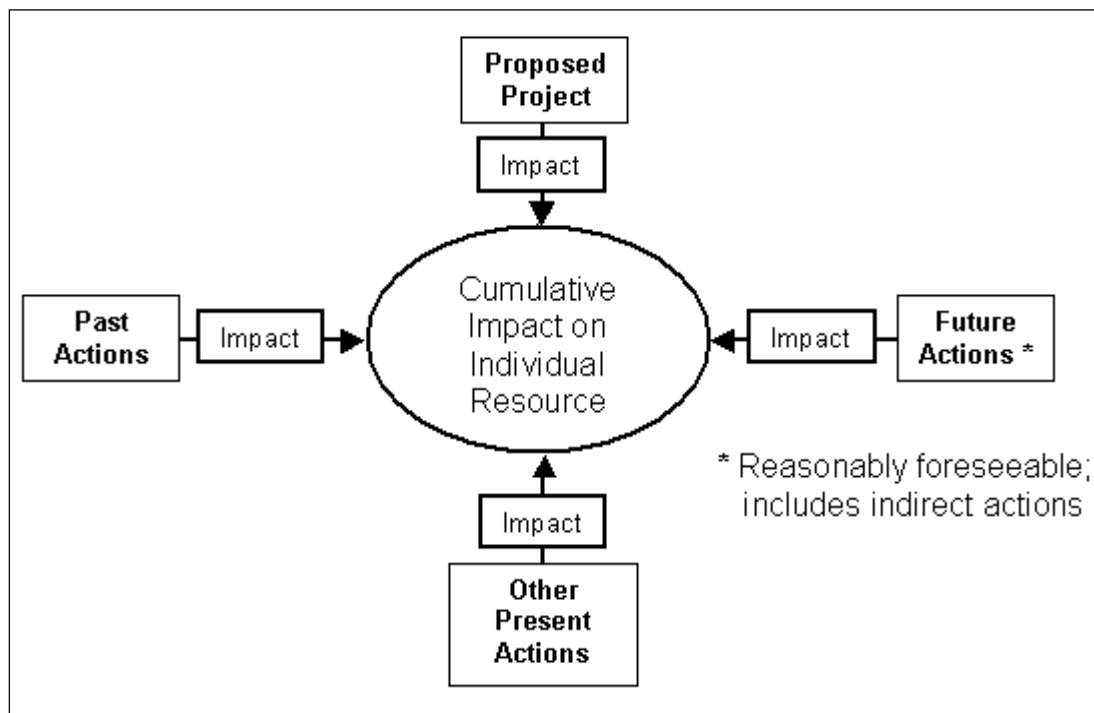 Proposed
Project
Impact
Past
Actions
Impact
Cumulative
Impact on
Individual
Resource
Impact
Future
Actions *
* Reasonably foreseeable;
includes indirect actions
Impact
Other
Present
Actions